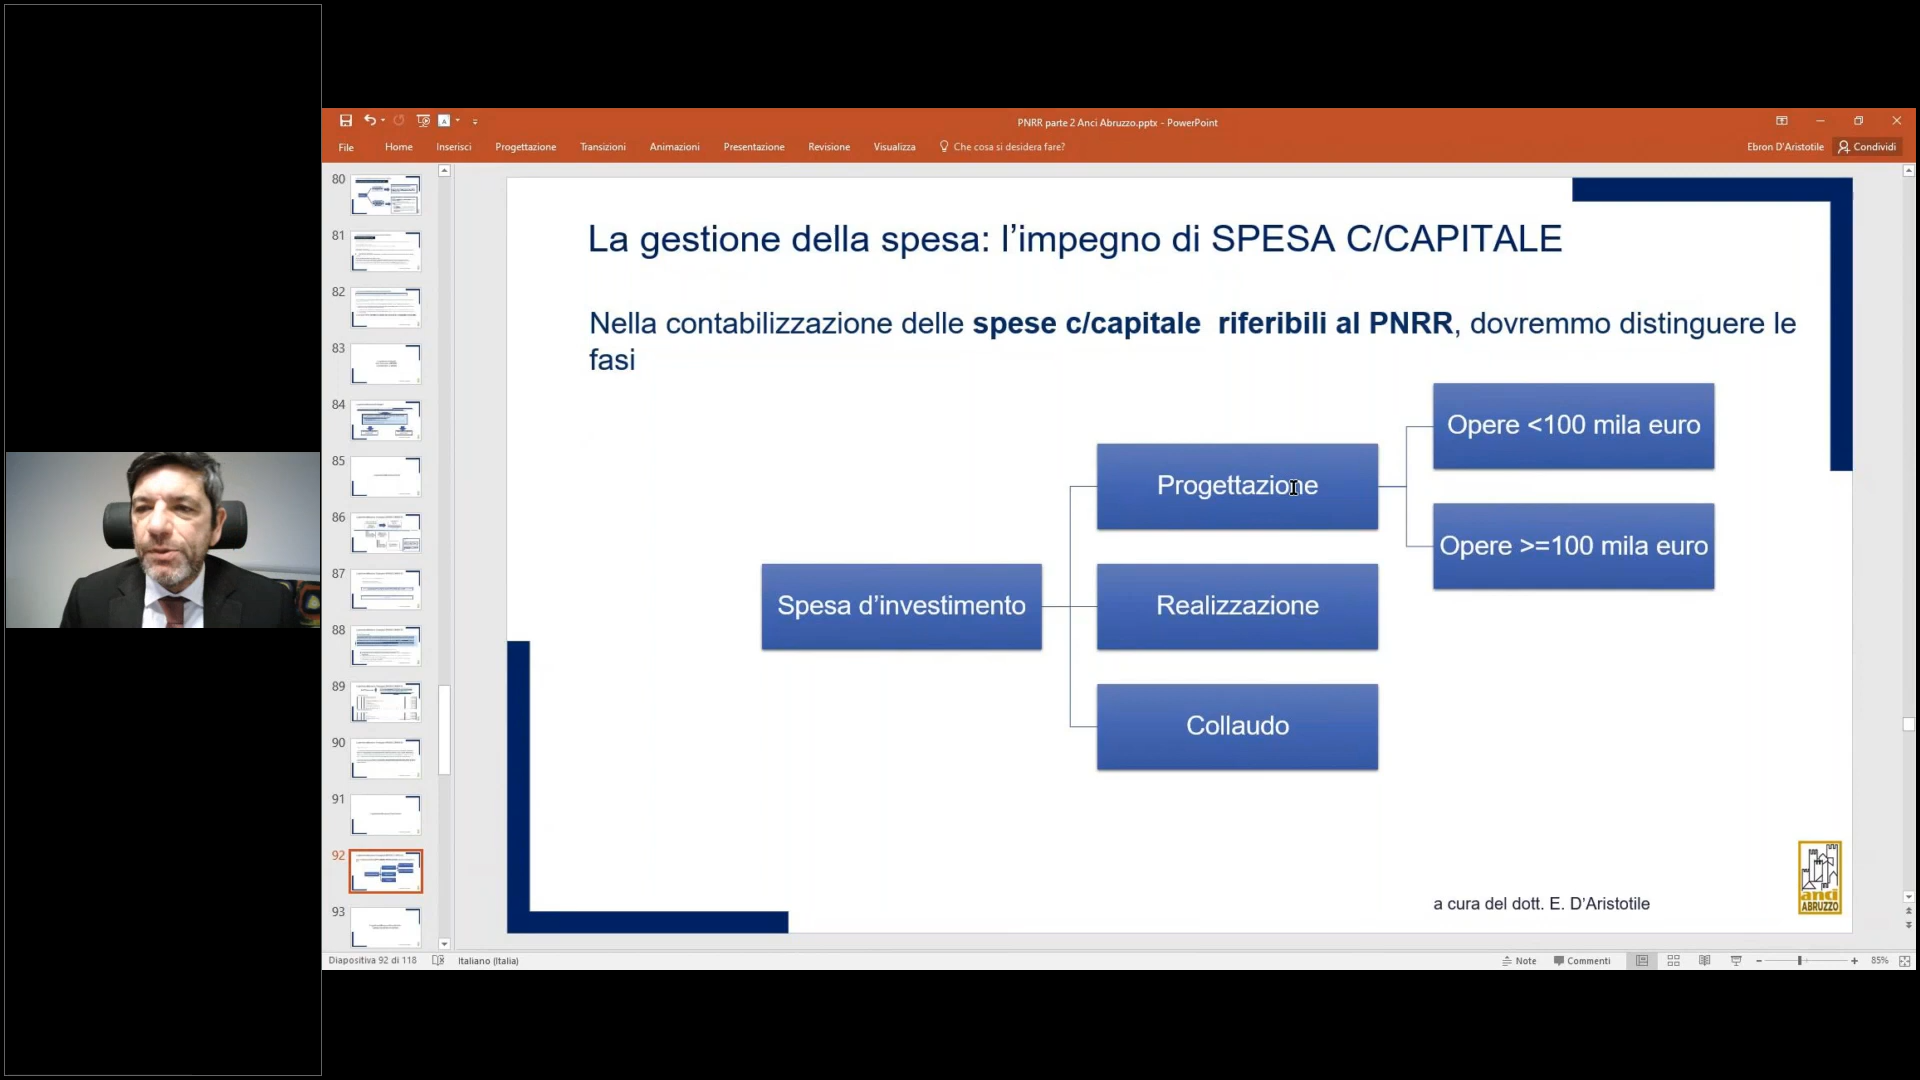 PNRR parte 2 Anci Abruzzo.pptx - PowerPoint
File Home Inserisci Progettazione Transizioni Animazioni Presentazione Revisione Visualizza Che cosa si desidera fare? Ebron D'Aristotile Condividi
80
81
82
83
84
85
86
87
88
89
90
91
92
93
La gestione della spesa: l’impegno di SPESA C/CAPITALE
Nella contabilizzazione delle spese c/capitale riferibili al PNRR, dovremmo distinguere le
fasi
Opere <100 mila euro
Progettazione
Opere >=100 mila euro
Spesa d’investimento
Realizzazione
Collaudo
a cura del dott. E. D’Aristotile
anci
ABRUZZO
Diapositiva 92 di 118 Italiano (Italia) Note Commenti 85%